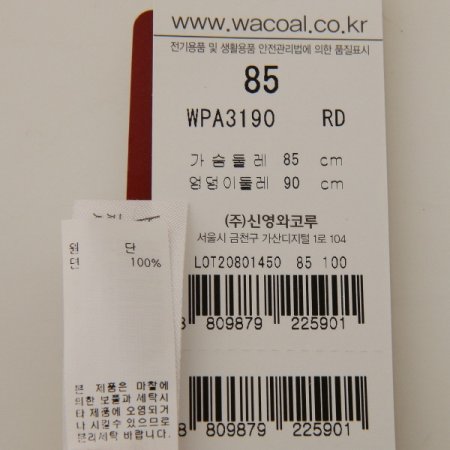 www.wacoal.co.kr
전기용품 및 생활용품 안전관리법에 의한 품질표시
85
WPA3190 RD
가슴둘레 85 cm
엉덩이둘레 90 cm
(주)신영와코루
서울시 금천구 가산디지털 1로 104
LOT20801450 85 100
8 809879 225901
8 809879 225901
원 단
면 100%
본 제품은 마찰에
의한 보풀과 세탁시
타 제품에 오염되거
나 시킬수 있으므로
분리세탁 바랍니다.